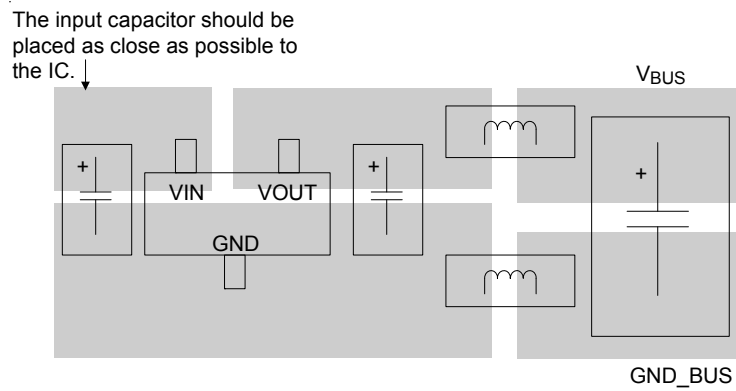 The input capacitor should be
placed as close as possible to
the IC.
VBUS
+
+
+
VIN
VOUT
GND
GND_BUS